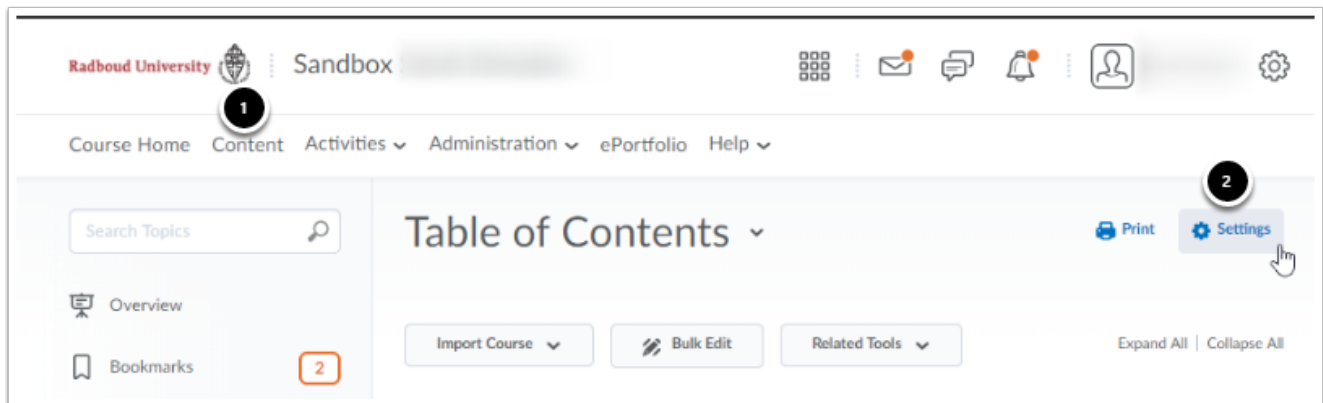 Radboud University Sandbox
1
Course Home Content Activities Administration ePortfolio Help
2
Search Topics
Table of Contents
Print Settings
Overview
Import Course Bulk Edit Related Tools Expand All | Collapse All
Bookmarks 2